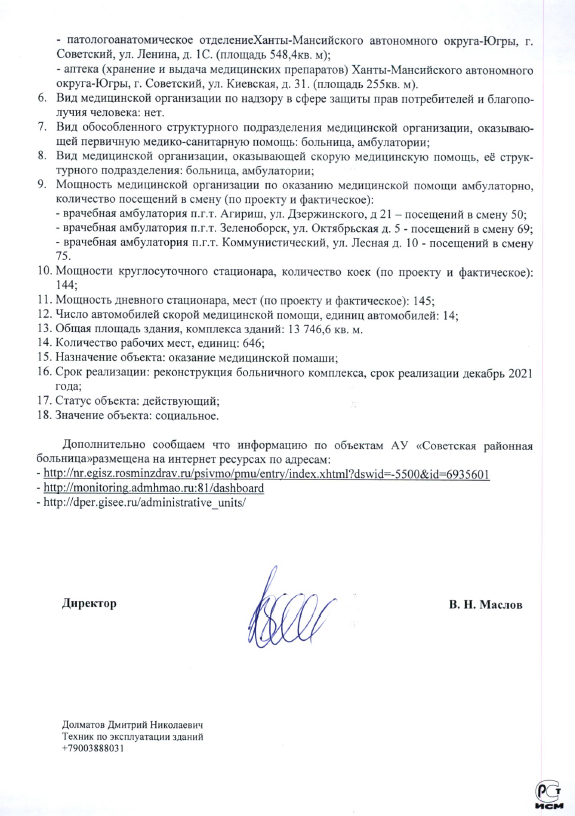 - патологоанатомическое отделениеХанты-Мансийского автономного округа-Югры, г.
Советский, ул. Ленина, д. 1С. (площадь 548,4кв. м);
- аптека (хранение и выдача медицинских препаратов) Ханты-Мансийского автономного
округа-Югры, г. Советский, ул. Киевская, д. 31. (площадь 255кв. м).
6. Вид медицинской организации по надзору в сфере защиты прав потребителей и благопо-
лучия человека: нет.
7. Вид обособленного структурного подразделения медицинской организации, оказываю-
щей первичную медико-санитарную помощь: больница, амбулатории;
8. Вид медицинской организации, оказывающей скорую медицинскую помощь, её струк-
турного подразделения: больница, амбулатории;
9. Мощность медицинской организации по оказанию медицинской помощи амбулаторно,
количество посещений в смену (по проекту и фактическое):
- врачебная амбулатория п.г.т. Агириш, ул. Дзержинского, д 21 – посещений в смену 50;
- врачебная амбулатория п.г.т. Зеленоборск, ул. Октябрьская д. 5 - посещений в смену 69;
- врачебная амбулатория п.г.т. Коммунистический, ул. Лесная д. 10 - посещений в смену
75.
10. Мощности круглосуточного стационара, количество коек (по проекту и фактическое):
144;
11. Мощность дневного стационара, мест (по проекту и фактическое): 145;
12. Число автомобилей скорой медицинской помощи, единиц автомобилей: 14;
13. Общая площадь здания, комплекса зданий: 13 746,6 кв. м.
14. Количество рабочих мест, единиц: 646;
15. Назначение объекта: оказание медицинской помаши;
16. Срок реализации: реконструкция больничного комплекса, срок реализации декабрь 2021
года;
17. Статус объекта: действующий;
18. Значение объекта: социальное.
Дополнительно сообщаем что информацию по объектам АУ «Советская районная
больница»размещена на интернет ресурсах по адресам:
- http://nr.egisz.rosminzdrav.ru/psivmo/pmu/entry/index.xhtml?dswid=-5500&id=6935601
- http://monitoring.admhmao.ru:81/dashboard
- http://dper.gisee.ru/administrative_units/
Директор В. Н. Маслов
Долматов Дмитрий Николаевич
Техник по эксплуатации зданий
+79003888031
РСт
ИСМ